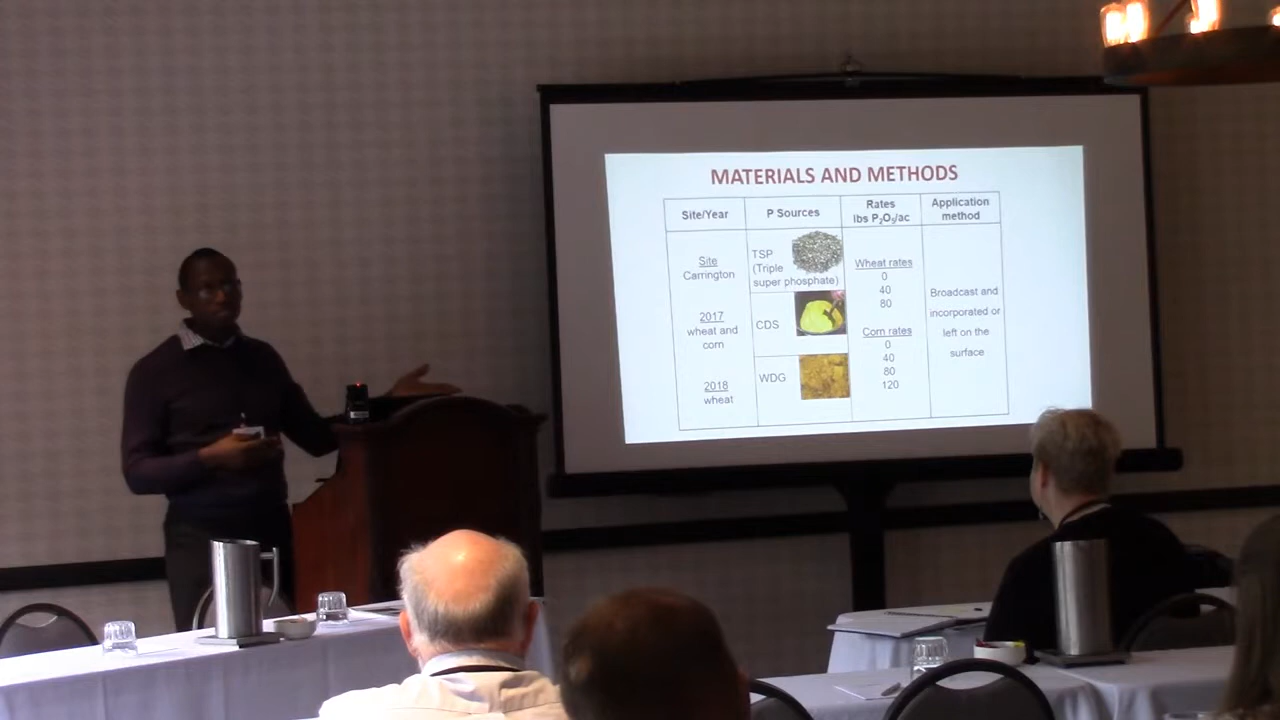 MATERIALS AND METHODS
Site/Year
P Sources
Rates
lbs P₂O₅/ac
Application
method
Site
Carrington
2017
wheat and
corn
2018
wheat
TSP
(Triple
super phosphate)
CDS
WDG
Wheat rates
0
40
80
Corn rates
0
40
80
120
Broadcast and
incorporated or
left on the
surface